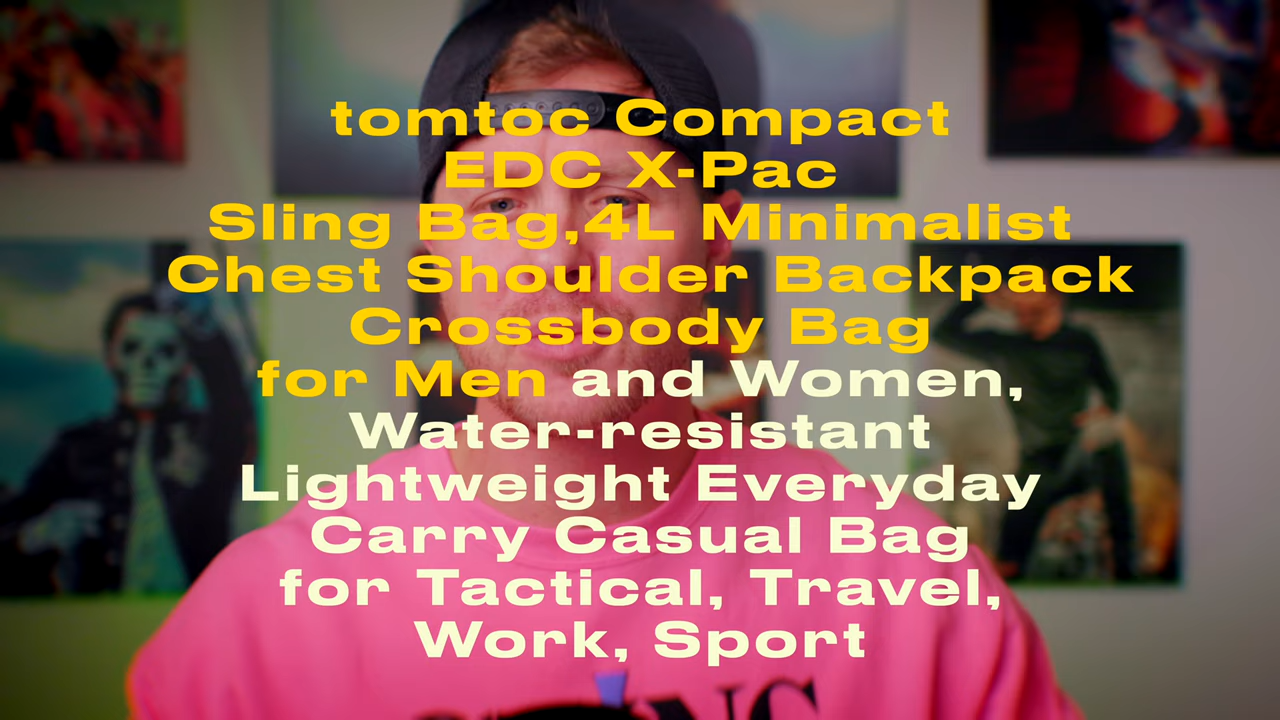 tomtoc Compact
EDC X-Pac
Sling Bag,4L Minimalist
Chest Shoulder Backpack
Crossbody Bag
for Men and Women,
Water-resistant
Lightweight Everyday
Carry Casual Bag
for Tactical, Travel,
Work, Sport